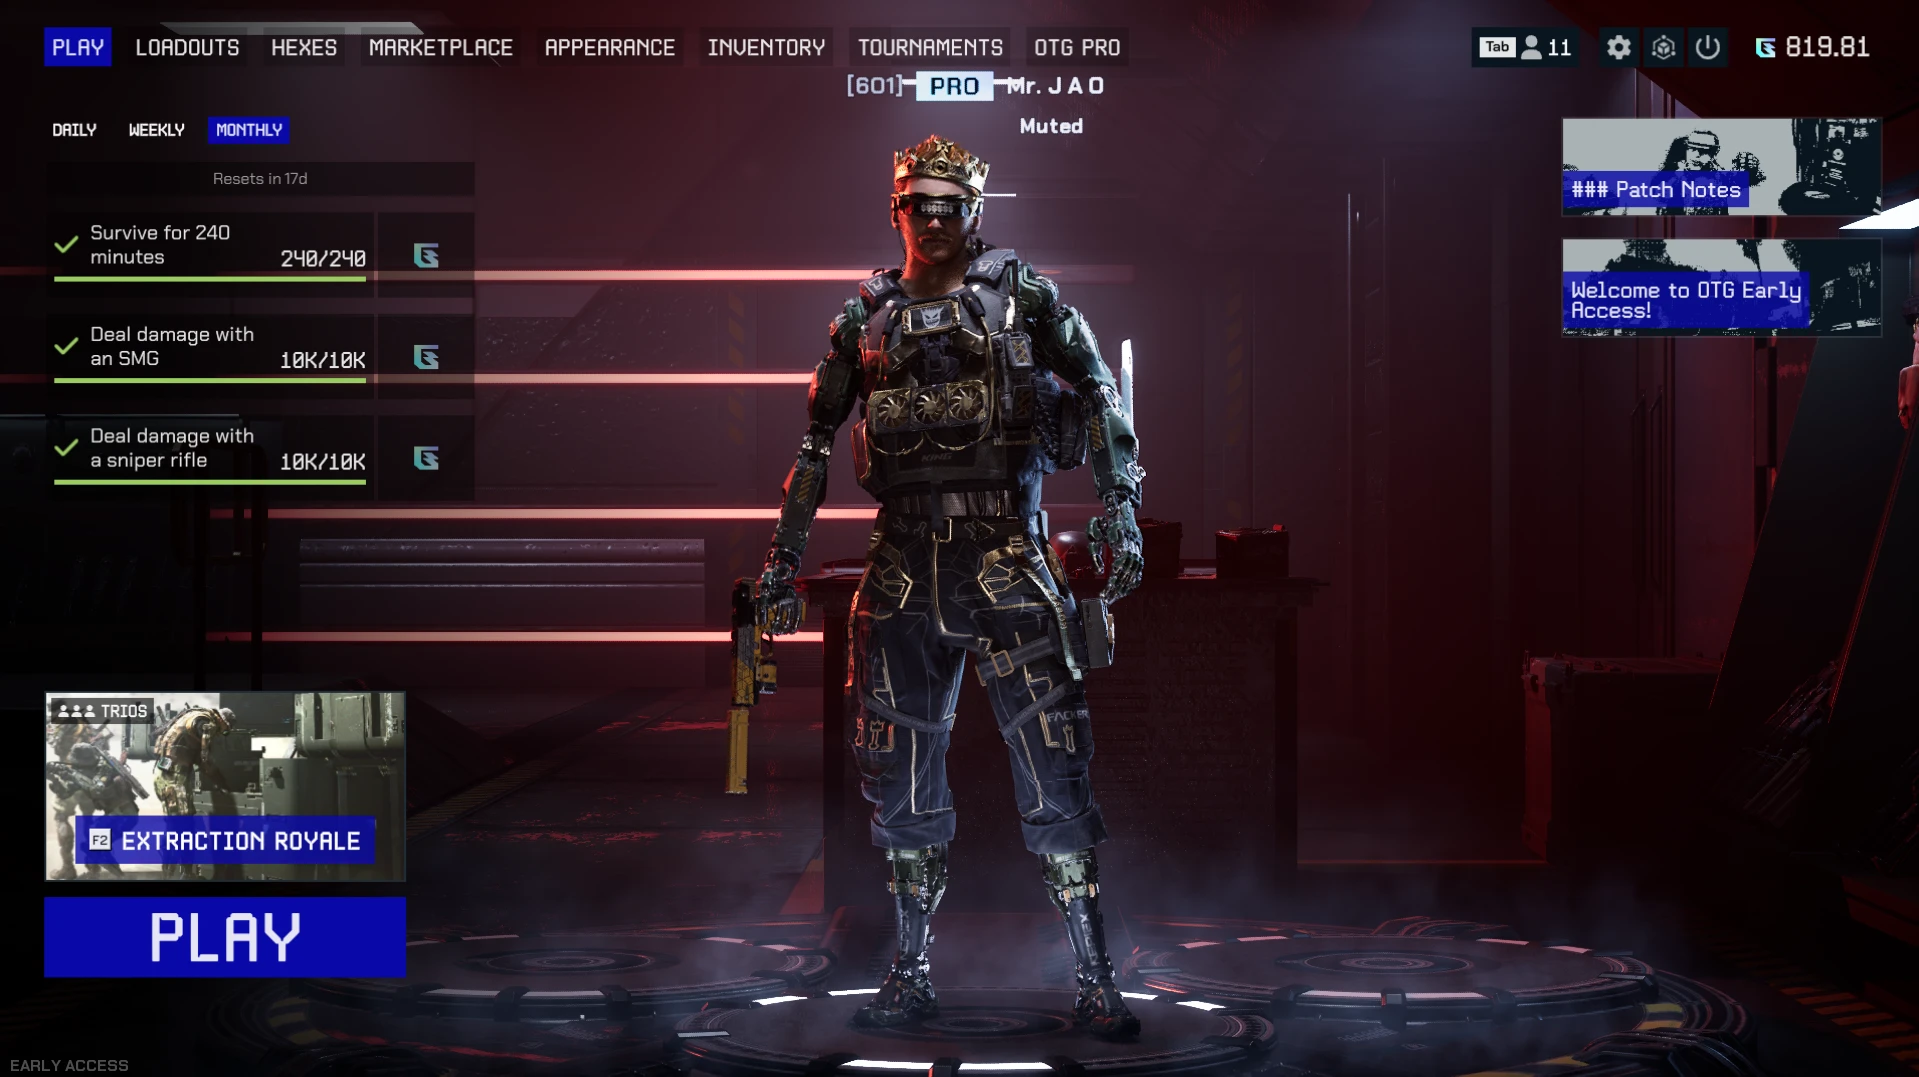 PLAY LOADOUTS HEXES MARKETPLACE APPEARANCE INVENTORY TOURNAMENTS OTG PRO Tab 11 819.81
[601] PRO Mr. J A O
Muted
DAILY WEEKLY MONTHLY
Resets in 17d
Survive for 240
minutes 240/240
Deal damage with
an SMG 10K/10K
Deal damage with
a sniper rifle 10K/10K
### Patch Notes
Welcome to OTG Early
Access!
KING
FACKER
TRIOS
F2 EXTRACTION ROYALE
PLAY
EARLY ACCESS